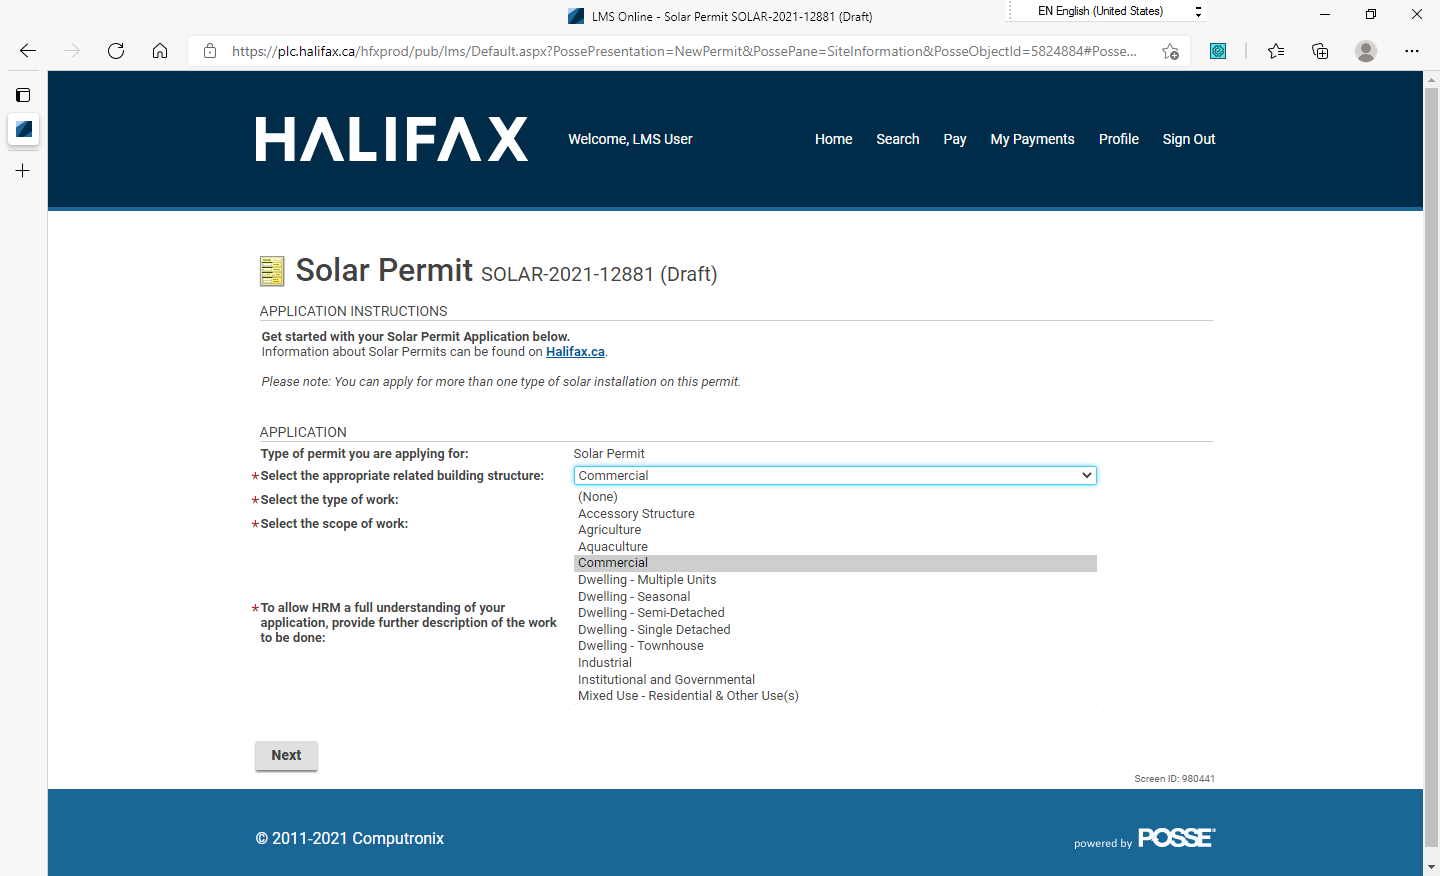 LMS Online - Solar Permit SOLAR-2021-12881 (Draft)
EN English (United States)
https://plc.halifax.ca/hfxprod/pub/lms/Default.aspx?PossePresentation=NewPermit&PossePane=SiteInformation&PosseObjectId=5824884#Posse...
HALIFAX
Welcome, LMS User
Home Search Pay My Payments Profile Sign Out
Solar Permit SOLAR-2021-12881 (Draft)
APPLICATION INSTRUCTIONS
Get started with your Solar Permit Application below.
Information about Solar Permits can be found on Halifax.ca.
Please note: You can apply for more than one type of solar installation on this permit.
APPLICATION
Type of permit you are applying for: Solar Permit
*Select the appropriate related building structure: Commercial
*Select the type of work:
*Select the scope of work:
(None)
Accessory Structure
Agriculture
Aquaculture
Commercial
Dwelling - Multiple Units
Dwelling - Seasonal
Dwelling - Semi-Detached
Dwelling - Single Detached
Dwelling - Townhouse
Industrial
Institutional and Governmental
Mixed Use - Residential & Other Use(s)
*To allow HRM a full understanding of your
application, provide further description of the work
to be done:
Next
Screen ID: 980441
© 2011-2021 Computronix
powered by POSSE